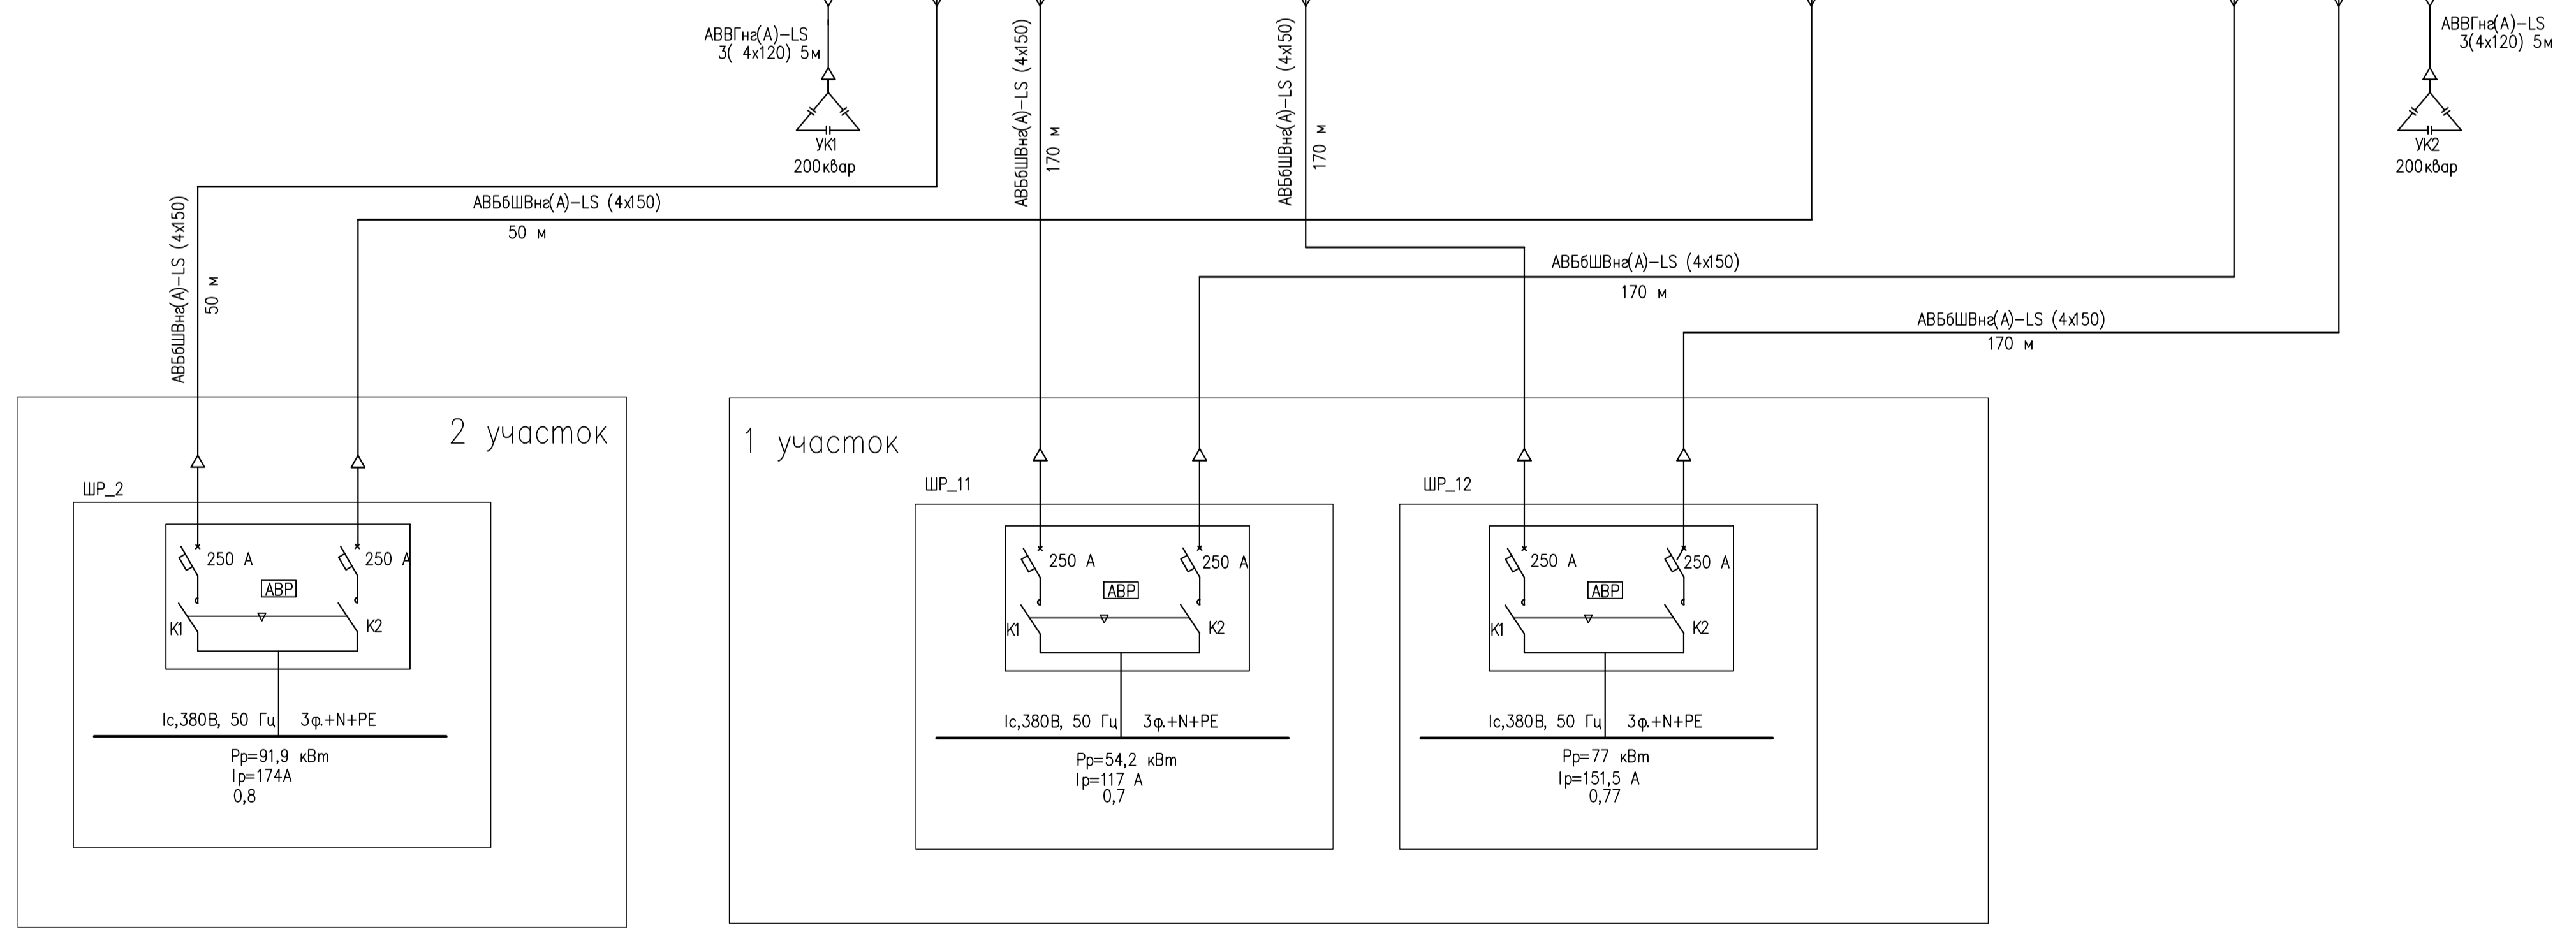 АВВГнг(А)-LS
3( 4х120) 5м
УК1
200квар
АВБбШВнг(А)-LS (4х150)
170 м
АВБбШВнг(А)-LS (4х150)
170 м
АВВГнг(А)-LS
3(4х120) 5м
УК2
200квар
АВБбШВнг(А)-LS (4х150)
50 м
АВБбШВнг(А)-LS (4х150)
50 м
АВБбШВнг(А)-LS (4х150)
170 м
АВБбШВнг(А)-LS (4х150)
170 м
2 участок
ШР_2
250 А
250 А
АВР
К1
К2
Iс,380В, 50 Гц 3ф.+N+PE
Рр=91,9 кВт
Iр=174А
0,8
1 участок
ШР_11
250 А
250 А
АВР
К1
К2
Iс,380В, 50 Гц 3ф.+N+PE
Рр=54,2 кВт
Iр=117 А
0,7
ШР_12
250 А
250 А
АВР
К1
К2
Iс,380В, 50 Гц 3ф.+N+PE
Рр=77 кВт
Iр=151,5 А
0,77